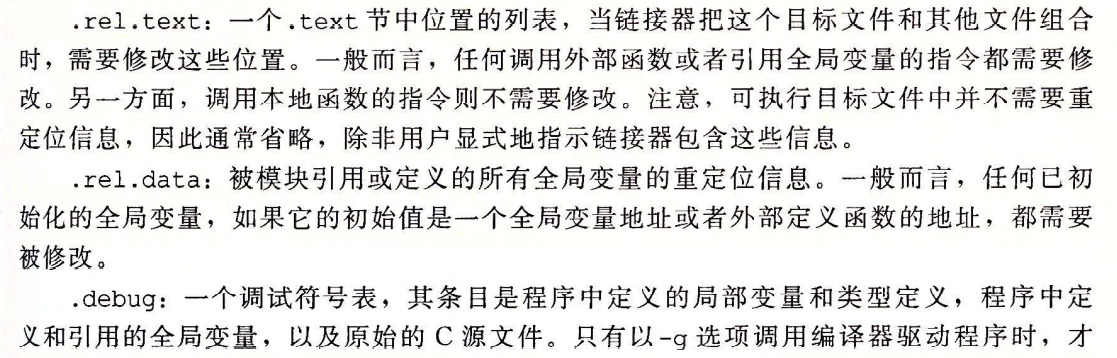 .rel.text：一个.text 节中位置的列表，当链接器把这个目标文件和其他文件组合
时，需要修改这些位置。一般而言，任何调用外部函数或者引用全局变量的指令都需要修
改。另一方面，调用本地函数的指令则不需要修改。注意，可执行目标文件中并不需要重
定位信息，因此通常省略，除非用户显式地指示链接器包含这些信息。
.rel.data：被模块引用或定义的所有全局变量的重定位信息。一般而言，任何已初
始化的全局变量，如果它的初始值是一个全局变量地址或者外部定义函数的地址，都需要
被修改。
.debug：一个调试符号表，其条目是程序中定义的局部变量和类型定义，程序中定
义和引用的全局变量，以及原始的 C 源文件。只有以-g 选项调用编译器驱动程序时，才